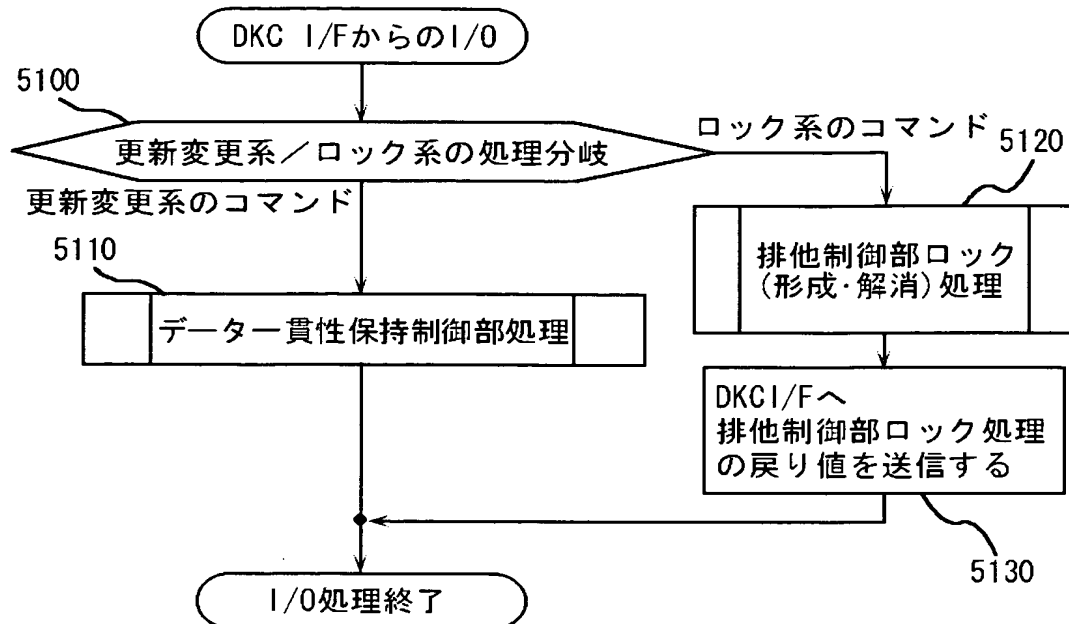 DKC I/FからのI/O
5100
更新変更系/ロック系の処理分岐
ロック系のコマンド
5120
更新変更系のコマンド
5110
排他制御部ロック
(形成・解消)処理
データ一貫性保持制御部処理
DKCI/Fへ
排他制御部ロック処理
の戻り値を送信する
5130
I/O処理終了